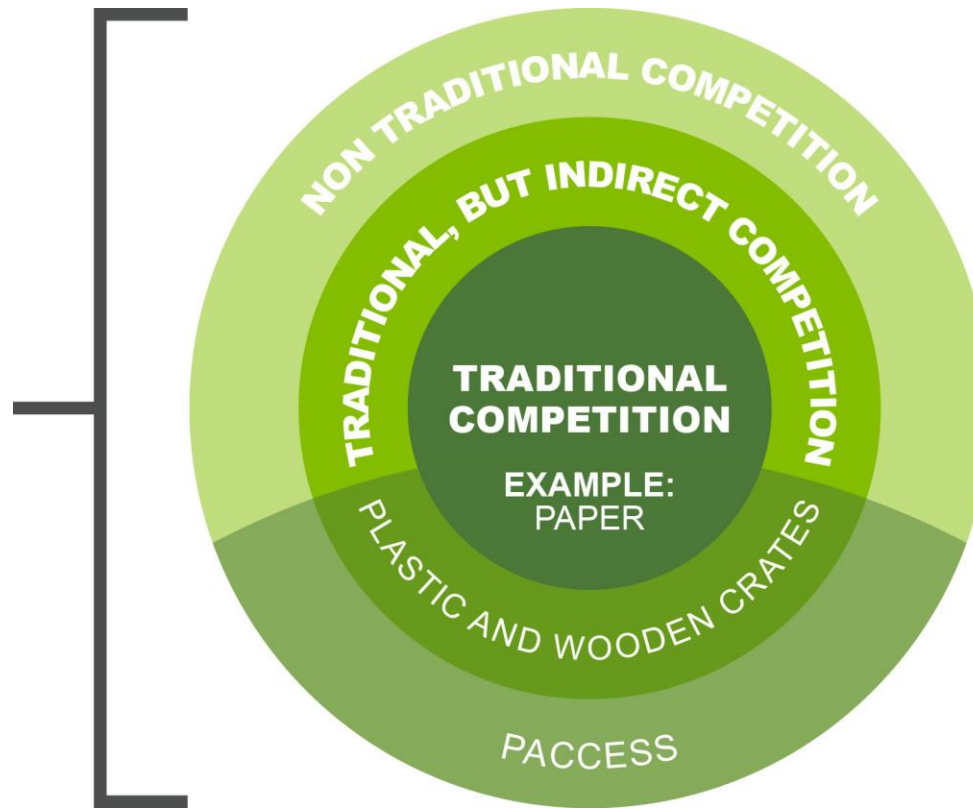 NON TRADITIONAL COMPETITION
TRADITIONAL, BUT INDIRECT COMPETITION
TRADITIONAL
COMPETITION
EXAMPLE:
PAPER
PLASTIC AND WOODEN CRATES
PACCESS